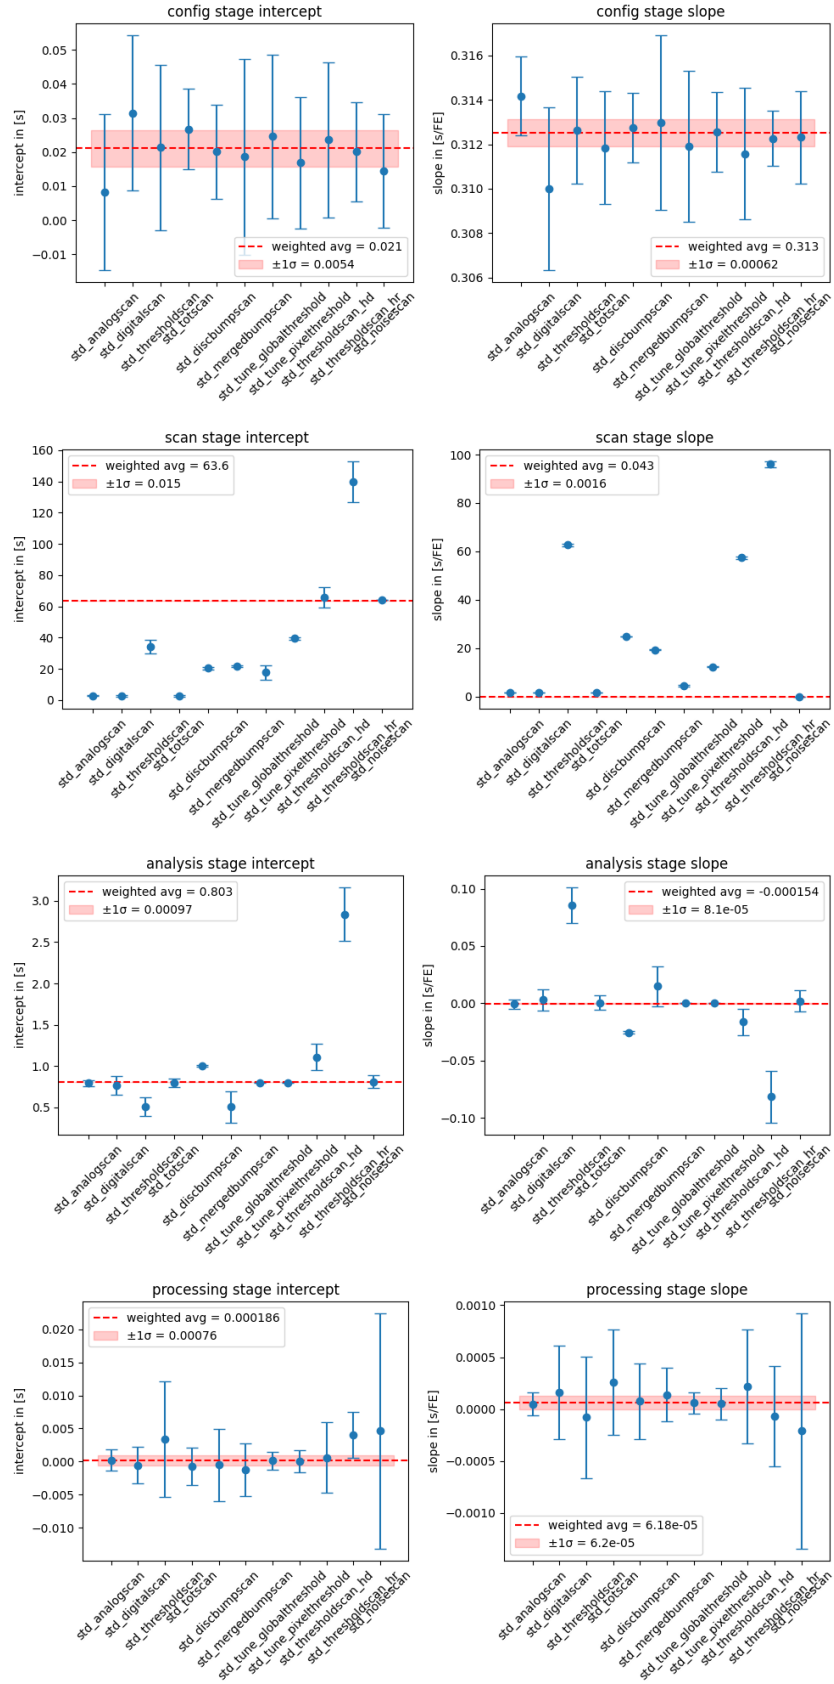 config stage intercept
intercept in [s]
0.05
0.04
0.03
0.02
0.01
0.00
−0.01
weighted avg = 0.021
±1σ = 0.0054
std_analogscan
std_digitalscan
std_thresholdscan
std_totscan
std_discbumpscan
std_mergedbumpscan
std_tune_globalthreshold
std_tune_pixelthreshold
std_thresholdscan_hd
std_thresholdscan_hr
std_noisescan
config stage slope
slope in [s/FE]
0.316
0.314
0.312
0.310
0.308
0.306
weighted avg = 0.313
±1σ = 0.00062
std_analogscan
std_digitalscan
std_thresholdscan
std_totscan
std_discbumpscan
std_mergedbumpscan
std_tune_globalthreshold
std_tune_pixelthreshold
std_thresholdscan_hd
std_thresholdscan_hr
std_noisescan
scan stage intercept
intercept in [s]
160
140
120
100
80
60
40
20
0
weighted avg = 63.6
±1σ = 0.015
std_analogscan
std_digitalscan
std_thresholdscan
std_totscan
std_discbumpscan
std_mergedbumpscan
std_tune_globalthreshold
std_tune_pixelthreshold
std_thresholdscan_hd
std_thresholdscan_hr
std_noisescan
scan stage slope
slope in [s/FE]
100
80
60
40
20
0
weighted avg = 0.043
±1σ = 0.0016
std_analogscan
std_digitalscan
std_thresholdscan
std_totscan
std_discbumpscan
std_mergedbumpscan
std_tune_globalthreshold
std_tune_pixelthreshold
std_thresholdscan_hd
std_thresholdscan_hr
std_noisescan
analysis stage intercept
intercept in [s]
3.0
2.5
2.0
1.5
1.0
0.5
weighted avg = 0.803
±1σ = 0.00097
std_analogscan
std_digitalscan
std_thresholdscan
std_totscan
std_discbumpscan
std_mergedbumpscan
std_tune_globalthreshold
std_tune_pixelthreshold
std_thresholdscan_hd
std_thresholdscan_hr
std_noisescan
analysis stage slope
slope in [s/FE]
0.10
0.05
0.00
−0.05
−0.10
weighted avg = -0.000154
±1σ = 8.1e-05
std_analogscan
std_digitalscan
std_thresholdscan
std_totscan
std_discbumpscan
std_mergedbumpscan
std_tune_globalthreshold
std_tune_pixelthreshold
std_thresholdscan_hd
std_thresholdscan_hr
std_noisescan
processing stage intercept
intercept in [s]
0.020
0.015
0.010
0.005
0.000
−0.005
−0.010
weighted avg = 0.000186
±1σ = 0.00076
std_analogscan
std_digitalscan
std_thresholdscan
std_totscan
std_discbumpscan
std_mergedbumpscan
std_tune_globalthreshold
std_tune_pixelthreshold
std_thresholdscan_hd
std_thresholdscan_hr
std_noisescan
processing stage slope
slope in [s/FE]
0.0010
0.0005
0.0000
−0.0005
−0.0010
weighted avg = 6.18e-05
±1σ = 6.2e-05
std_analogscan
std_digitalscan
std_thresholdscan
std_totscan
std_discbumpscan
std_mergedbumpscan
std_tune_globalthreshold
std_tune_pixelthreshold
std_thresholdscan_hd
std_thresholdscan_hr
std_noisescan